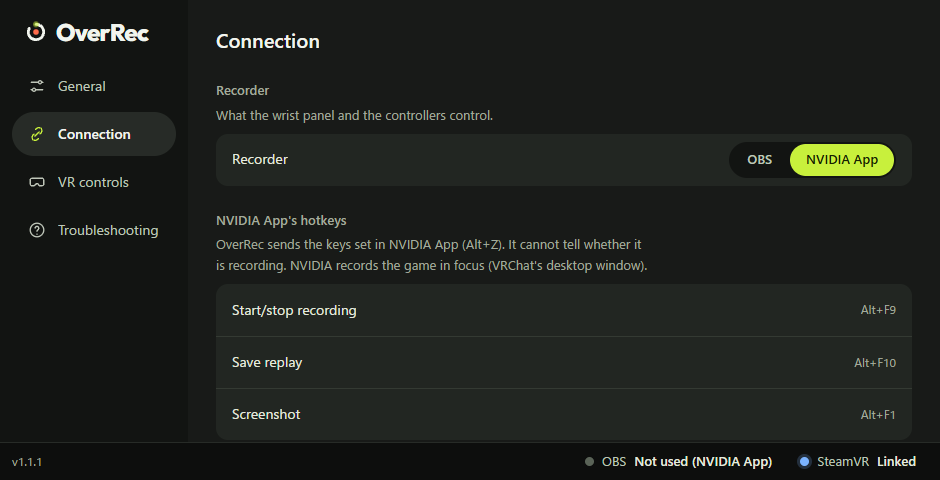 OverRec
General
Connection
VR controls
Troubleshooting
Connection
Recorder
What the wrist panel and the controllers control.
Recorder
OBS
NVIDIA App
NVIDIA App's hotkeys
OverRec sends the keys set in NVIDIA App (Alt+Z). It cannot tell whether it
is recording. NVIDIA records the game in focus (VRChat's desktop window).
Start/stop recording
Alt+F9
Save replay
Alt+F10
Screenshot
Alt+F1
v1.1.1
OBS Not used (NVIDIA App)
SteamVR Linked